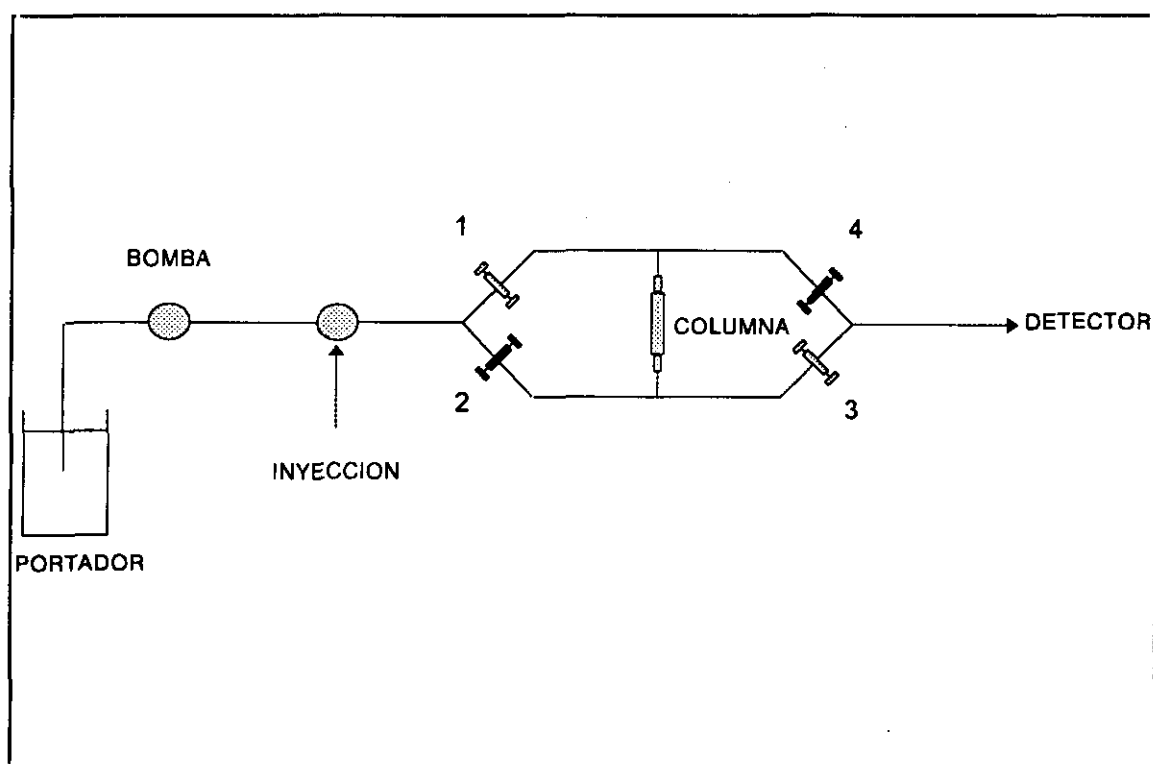 1
4
BOMBA
COLUMNA
DETECTOR
2
3
INYECCION
PORTADOR